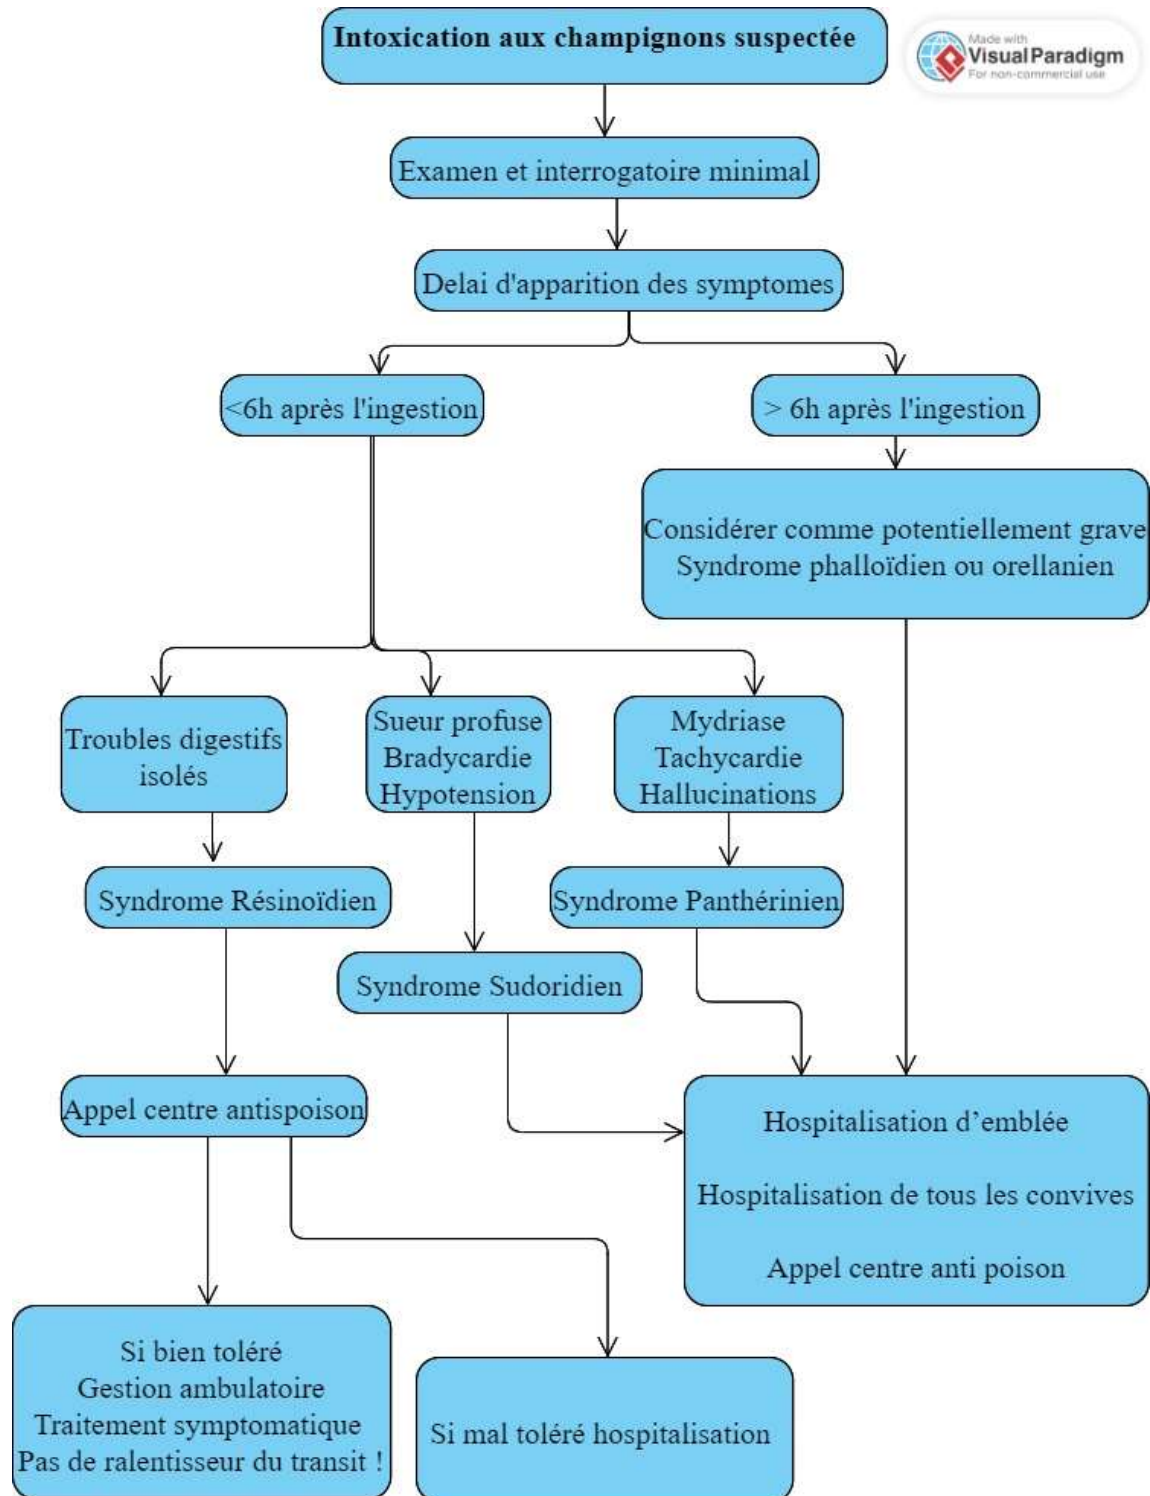 Intoxication aux champignons suspectée
Made with
Visual Paradigm
For non-commercial use
Examen et interrogatoire minimal
Delai d'apparition des symptomes
<6h après l'ingestion
> 6h après l'ingestion
Considérer comme potentiellement grave
Syndrome phalloïdien ou orellanien
Troubles digestifs
isolés
Sueur profuse
Bradycardie
Hypotension
Mydriase
Tachycardie
Hallucinations
Syndrome Résinoïdien
Syndrome Panthérinien
Syndrome Sudoridien
Appel centre antispoison
Hospitalisation d’emblée
Hospitalisation de tous les convives
Appel centre anti poison
Si bien toléré
Gestion ambulatoire
Traitement symptomatique
Pas de ralentisseur du transit !
Si mal toléré hospitalisation